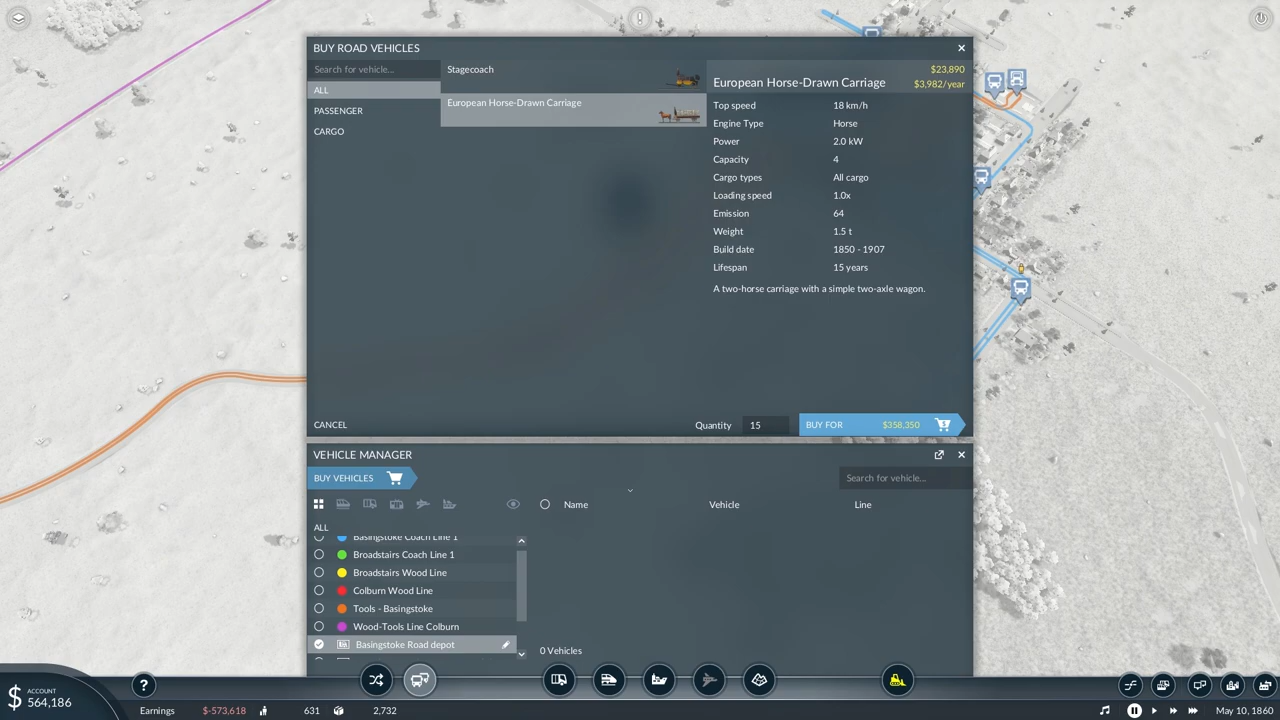 BUY ROAD VEHICLES
Search for vehicle...
ALL
PASSENGER
CARGO
Stagecoach
European Horse-Drawn Carriage
$23,890
European Horse-Drawn Carriage
$3,982/year
Top speed 18 km/h
Engine Type Horse
Power 2.0 kW
Capacity 4
Cargo types All cargo
Loading speed 1.0x
Emission 64
Weight 1.5 t
Build date 1850 - 1907
Lifespan 15 years
A two-horse carriage with a simple two-axle wagon.
CANCEL
Quantity 15
BUY FOR $358,350
VEHICLE MANAGER
BUY VEHICLES
Search for vehicle...
Name Vehicle Line
ALL
Basingstoke Coach Line 1
Broadstairs Coach Line 1
Broadstairs Wood Line
Colburn Wood Line
Tools - Basingstoke
Wood-Tools Line Colburn
Basingstoke Road depot
0 Vehicles
$ ACCOUNT
564,186
?
Earnings $-573,618 631 2,732
May 10, 1860